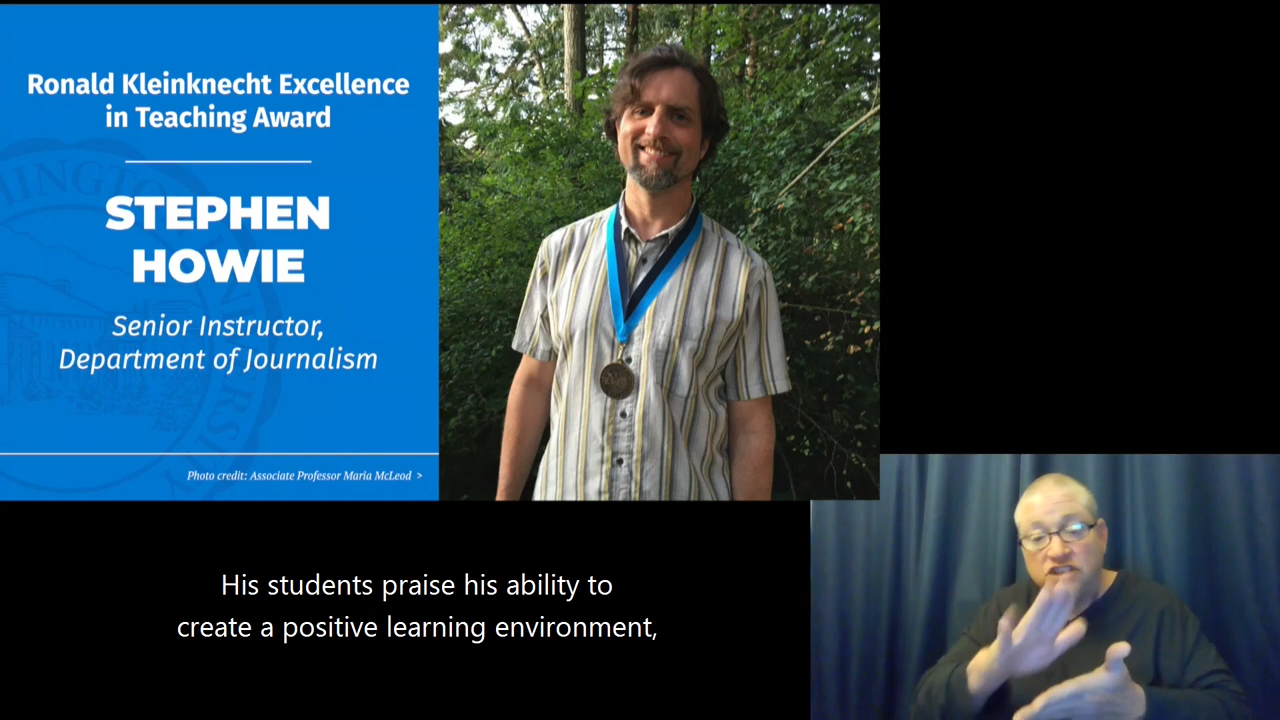 Ronald Kleinknecht Excellence
in Teaching Award
STEPHEN
HOWIE
Senior Instructor,
Department of Journalism
Photo credit: Associate Professor Maria McLeod >
His students praise his ability to
create a positive learning environment,